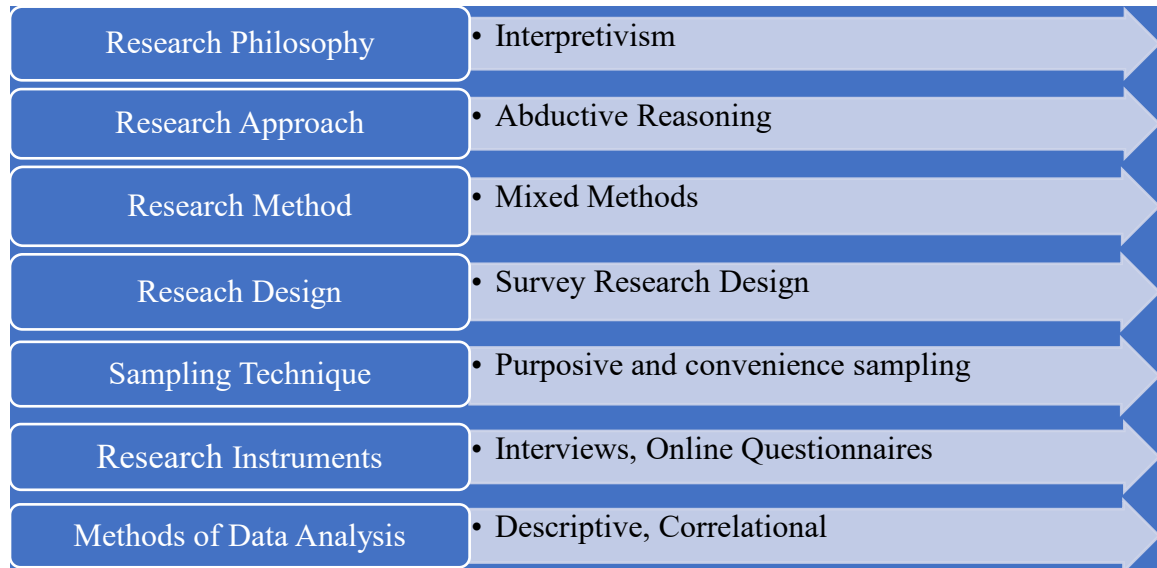 Research Philosophy
• Interpretivism
Research Approach
• Abductive Reasoning
Research Method
• Mixed Methods
Reseach Design
• Survey Research Design
Sampling Technique
• Purposive and convenience sampling
Research Instruments
• Interviews, Online Questionnaires
Methods of Data Analysis
• Descriptive, Correlational